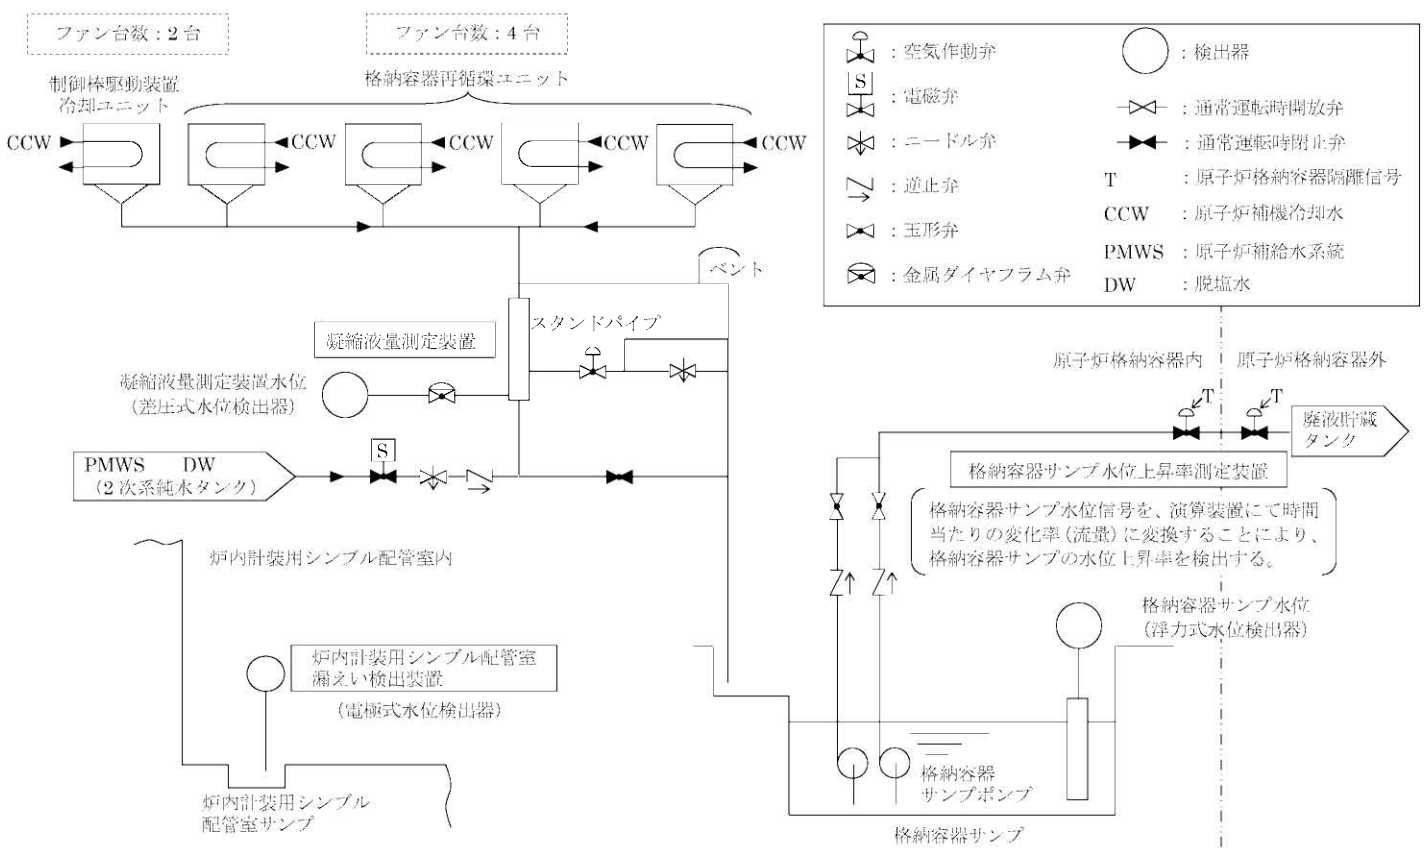 ファン台数：2 台
ファン台数：4 台
制御棒駆動装置
冷却ユニット
格納容器再循環ユニット
CCW
CCW
CCW
CCW
CCW
ベント
スタンドパイプ
凝縮液量測定装置
凝縮液量測定装置水位
(差圧式水位検出器)
S
PMWS DW
(2 次系純水タンク)
炉内計装用シンブル配管室内
炉内計装用シンブル配管室
漏えい検出装置
(電極式水位検出器)
炉内計装用シンブル
配管室サンプ
S
：空気作動弁
：電磁弁
：ニードル弁
：逆止弁
：玉形弁
：金属ダイヤフラム弁
：検出器
：通常運転時開放弁
：通常運転時閉止弁
T ：原子炉格納容器隔離信号
CCW ：原子炉補機冷却水
PMWS ：原子炉補給水系統
DW ：脱塩水
原子炉格納容器内
原子炉格納容器外
T
T
廃液貯蔵
タンク
格納容器サンプ水位上昇率測定装置
格納容器サンプ水位信号を、演算装置にて時間
当たりの変化率(流量)に変換することにより、
格納容器サンプの水位上昇率を検出する。
格納容器サンプ水位
(浮力式水位検出器)
格納容器
サンプポンプ
格納容器サンプ